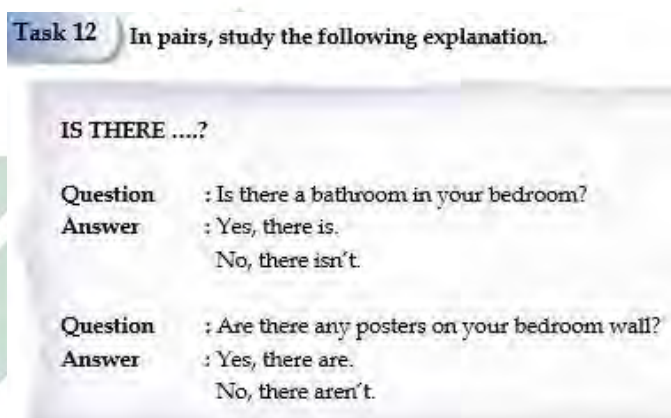 Task 12 In pairs, study the following explanation.
IS THERE ....?
Question : Is there a bathroom in your bedroom?
Answer : Yes, there is.
No, there isn't.
Question : Are there any posters on your bedroom wall?
Answer : Yes, there are.
No, there aren't.